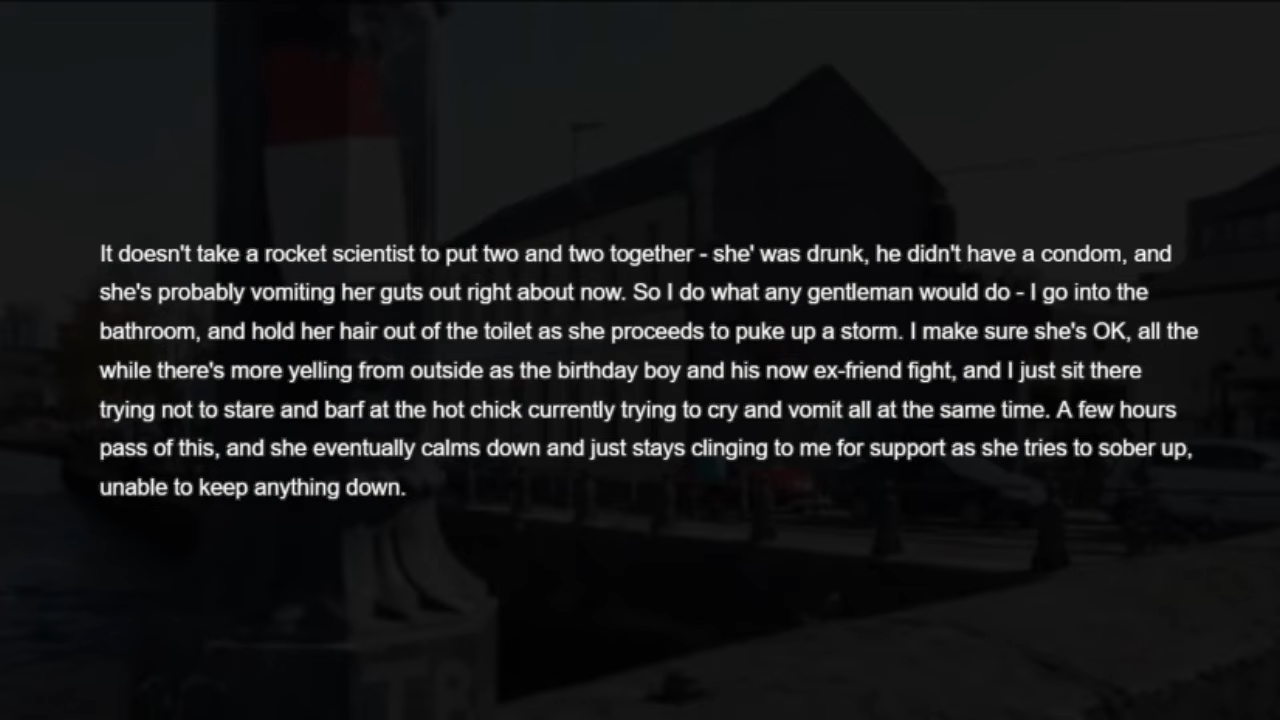 It doesn't take a rocket scientist to put two and two together - she' was drunk, he didn't have a condom, and
she's probably vomiting her guts out right about now. So I do what any gentleman would do - I go into the
bathroom, and hold her hair out of the toilet as she proceeds to puke up a storm. I make sure she's OK, all the
while there's more yelling from outside as the birthday boy and his now ex-friend fight, and I just sit there
trying not to stare and barf at the hot chick currently trying to cry and vomit all at the same time. A few hours
pass of this, and she eventually calms down and just stays clinging to me for support as she tries to sober up,
unable to keep anything down.